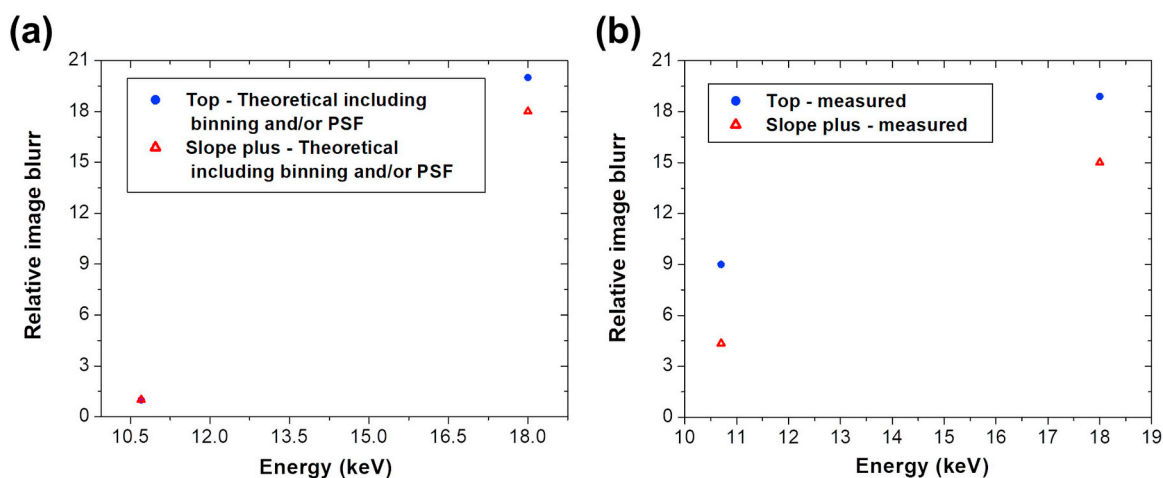 (a)
21
18
15
12
9
6
3
0
Relative image blurr
Top - Theoretical including
binning and/or PSF
Slope plus - Theoretical
including binning and/or PSF
10.5 12.0 13.5 15.0 16.5 18.0
Energy (keV)
(b)
21
18
15
12
9
6
3
0
Relative image blurr
Top - measured
Slope plus - measured
10 11 12 13 14 15 16 17 18 19
Energy (keV)